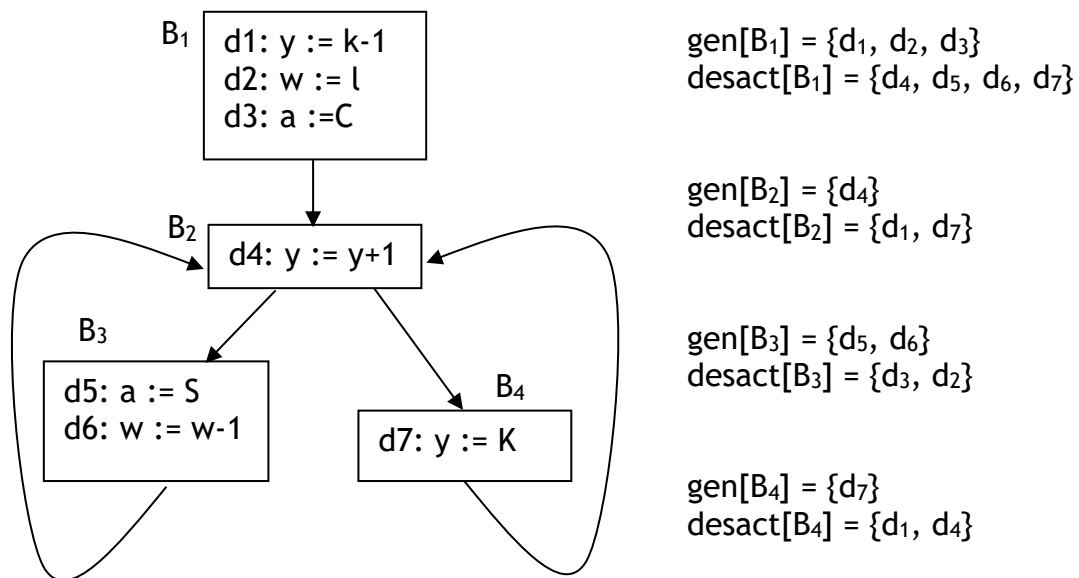 B₁
d1: y := k-1
d2: w := l
d3: a :=C
gen[B₁] = {d₁, d₂, d₃}
desact[B₁] = {d₄, d₅, d₆, d₇}
B₂
d4: y := y+1
gen[B₂] = {d₄}
desact[B₂] = {d₁, d₇}
B₃
d5: a := S
d6: w := w-1
gen[B₃] = {d₅, d₆}
desact[B₃] = {d₃, d₂}
B₄
d7: y := K
gen[B₄] = {d₇}
desact[B₄] = {d₁, d₄}